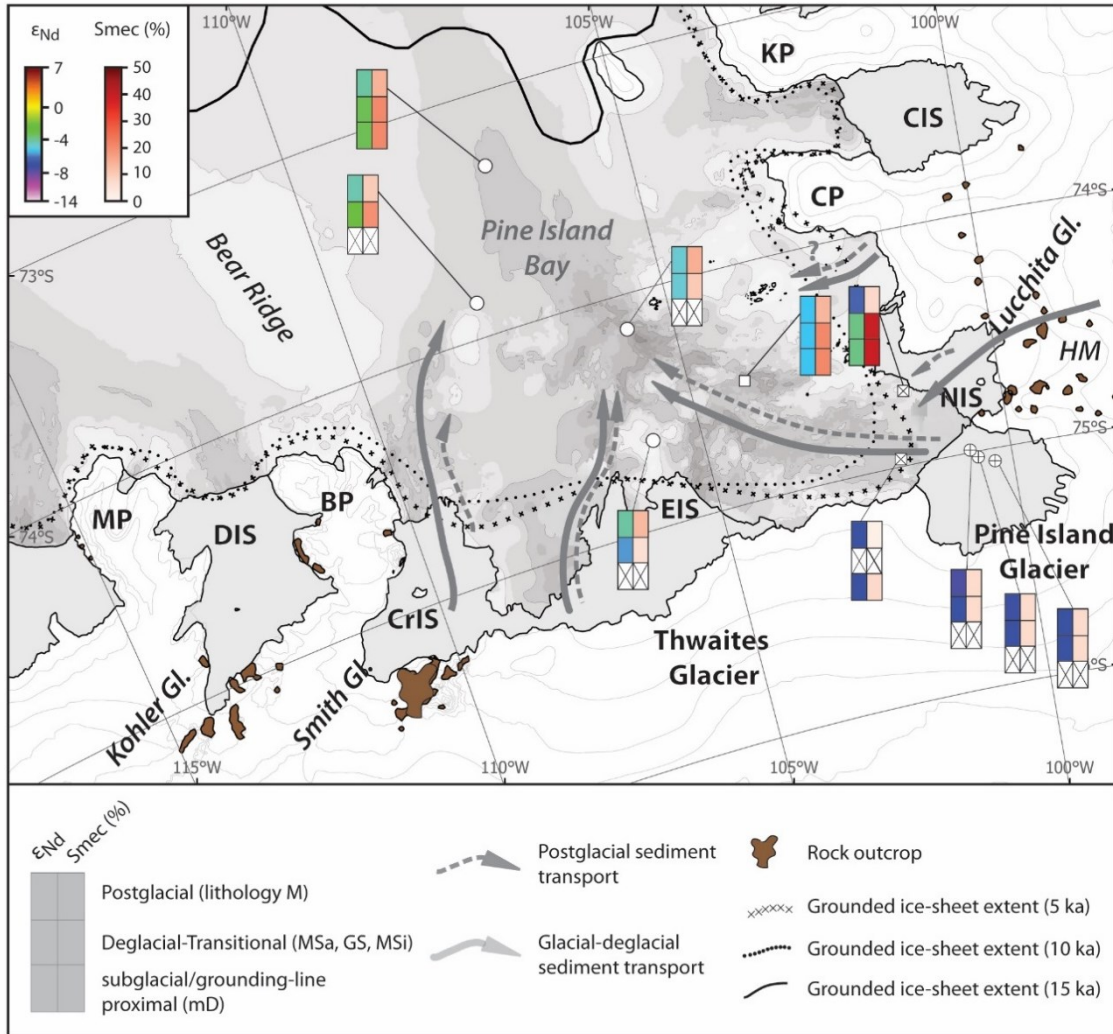 110°W
105°W
100°W
εNd
Smec (%)
7
0
-4
-8
-14
50
40
30
20
10
0
KP
CIS
CP
74°S
73°S
Bear Ridge
Pine Island
Bay
?
Lucchita Gl.
HM
NIS
75°S
MP
DIS
BP
EIS
74°S
CrIS
Pine Island
Glacier
Thwaites
Glacier
°S
Kohler Gl.
Smith Gl.
115°W
110°W
105°W
100°W
εNd
Smec (%)
Postglacial (lithology M)
Deglacial-Transitional (MSa, GS, MSi)
subglacial/grounding-line
proximal (mD)
Postglacial sediment
transport
Glacial-deglacial
sediment transport
Rock outcrop
Grounded ice-sheet extent (5 ka)
Grounded ice-sheet extent (10 ka)
Grounded ice-sheet extent (15 ka)